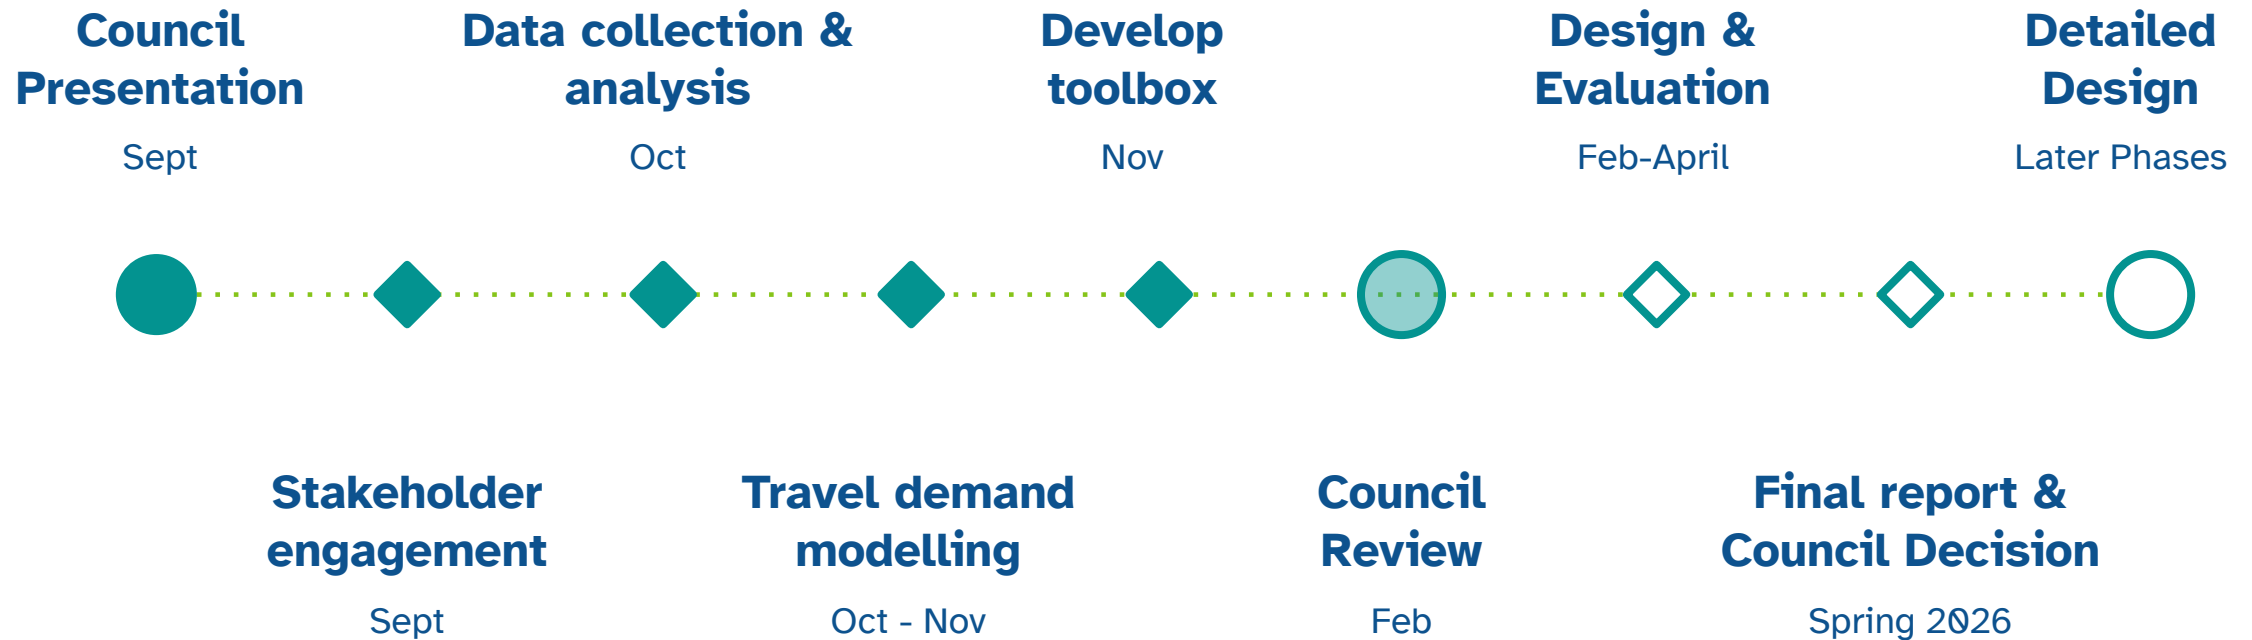 Council
Presentation
Sept
Data collection &
analysis
Oct
Develop
toolbox
Nov
Design &
Evaluation
Feb-April
Detailed
Design
Later Phases
Stakeholder
engagement
Sept
Travel demand
modelling
Oct - Nov
Council
Review
Feb
Final report &
Council Decision
Spring 2026